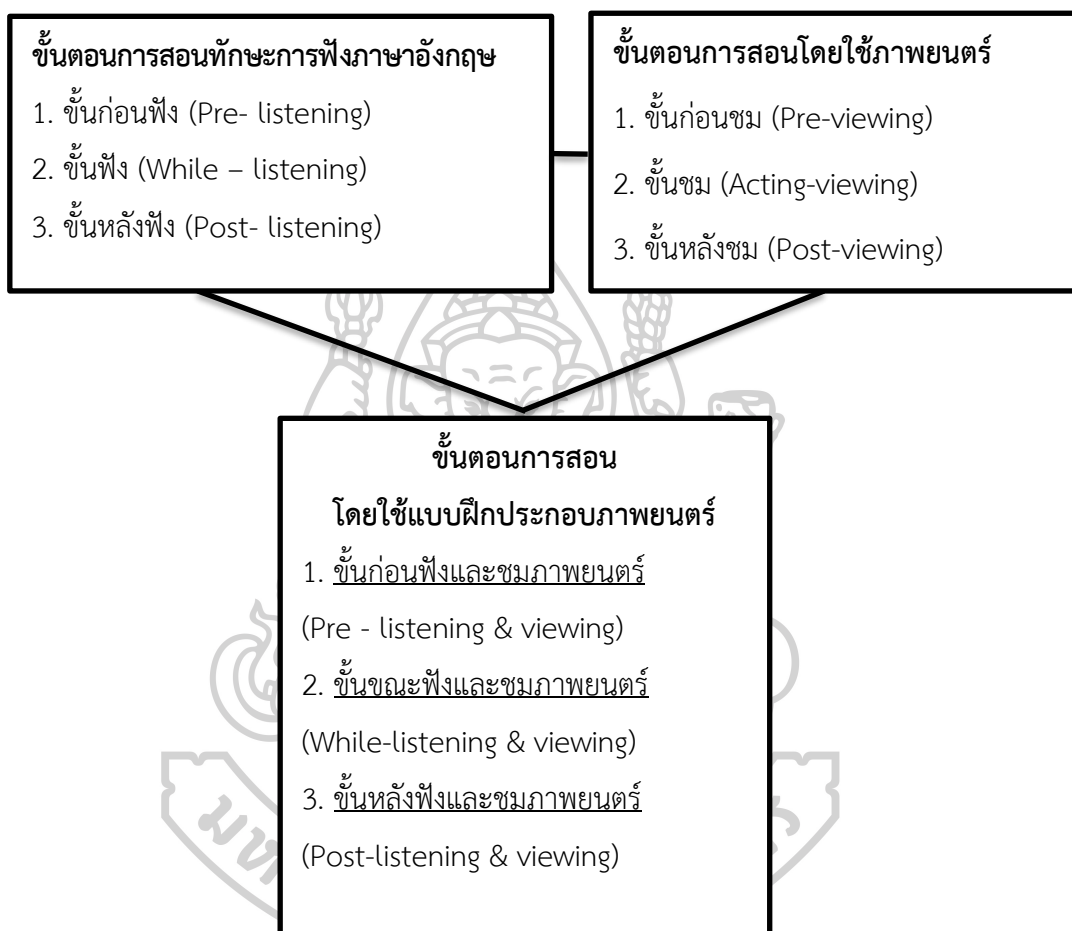 ขั้นตอนการสอนทักษะการฟังภาษาอังกฤษ
1. ขั้นก่อนฟัง (Pre- listening)
2. ขั้นฟัง (While – listening)
3. ขั้นหลังฟัง (Post- listening)
ขั้นตอนการสอนโดยใช้ภาพยนตร์
1. ขั้นก่อนชม (Pre-viewing)
2. ขั้นชม (Acting-viewing)
3. ขั้นหลังชม (Post-viewing)
ขั้นตอนการสอน
โดยใช้แบบฝึกประกอบภาพยนตร์
1. ขั้นก่อนฟังและชมภาพยนตร์
(Pre - listening & viewing)
2. ขั้นขณะฟังและชมภาพยนตร์
(While-listening & viewing)
3. ขั้นหลังฟังและชมภาพยนตร์
(Post-listening & viewing)